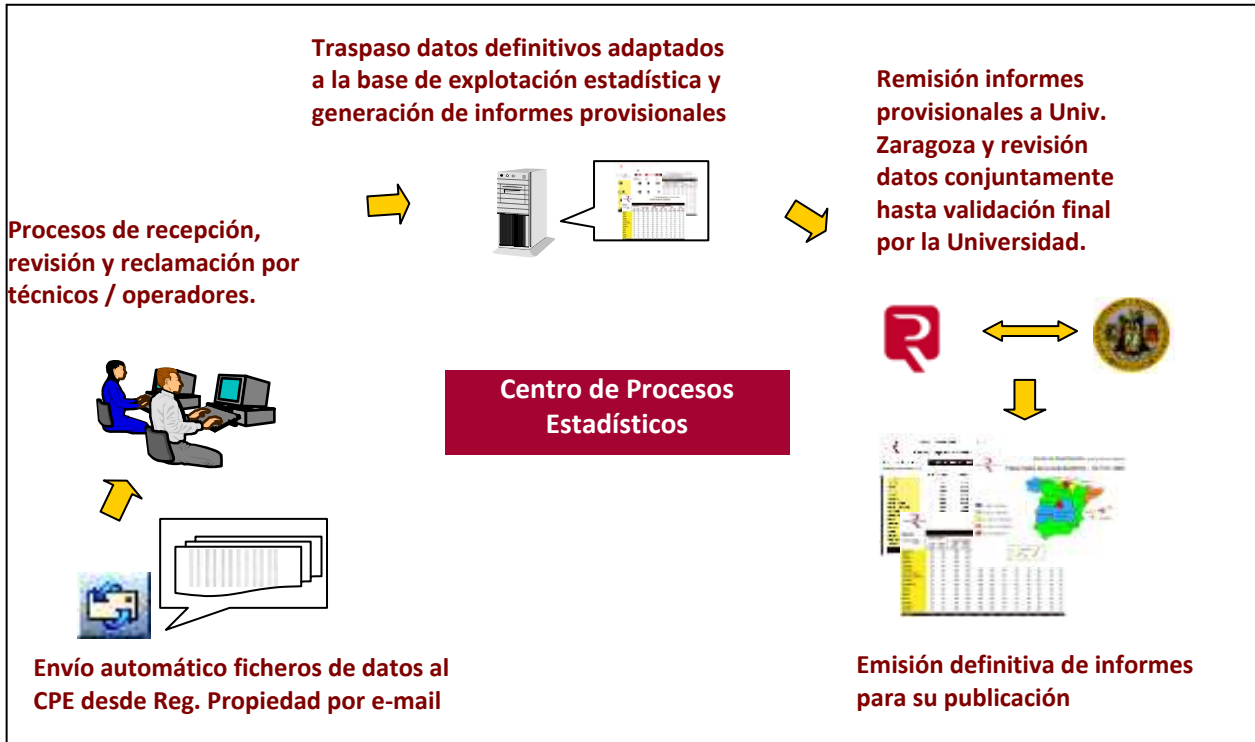 Traspaso datos definitivos adaptados
a la base de explotación estadística y
generación de informes provisionales
Remisión informes
provisionales a Univ.
Zaragoza y revisión
datos conjuntamente
hasta validación final
por la Universidad.
Procesos de recepción,
revisión y reclamación por
técnicos / operadores.
Centro de Procesos
Estadísticos
Envío automático ficheros de datos al
CPE desde Reg. Propiedad por e-mail
Emisión definitiva de informes
para su publicación